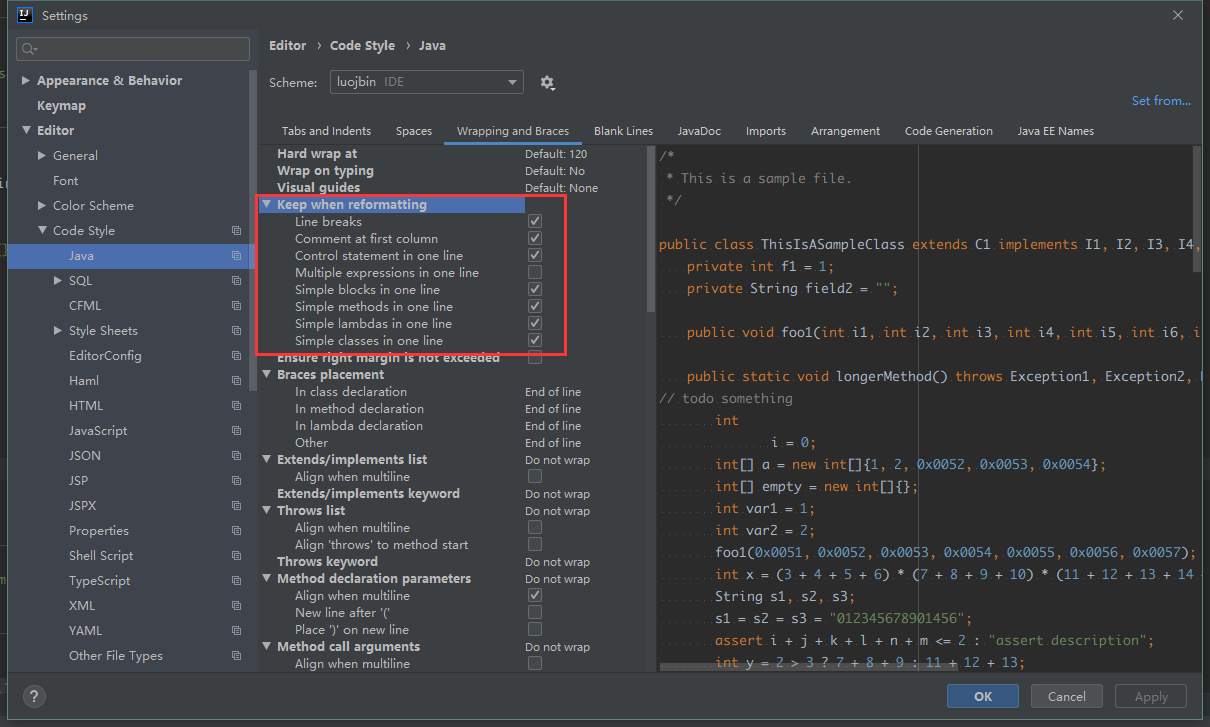 Settings
Editor › Code Style › Java
Scheme: luojbin IDE
Set from...
Appearance & Behavior
Keymap
Editor
General
Font
Color Scheme
Code Style
Java
SQL
CFML
Style Sheets
EditorConfig
Haml
HTML
JavaScript
JSON
JSP
JSPX
Properties
Shell Script
TypeScript
XML
YAML
Other File Types
Tabs and Indents Spaces Wrapping and Braces Blank Lines JavaDoc Imports Arrangement Code Generation Java EE Names
Hard wrap at Default: 120
Wrap on typing Default: No
Visual guides Default: None
Keep when reformatting
Line breaks
Comment at first column
Control statement in one line
Multiple expressions in one line
Simple blocks in one line
Simple methods in one line
Simple lambdas in one line
Simple classes in one line
Ensure right margin is not exceeded
Braces placement
In class declaration End of line
In method declaration End of line
In lambda declaration End of line
Other End of line
Extends/implements list Do not wrap
Align when multiline
Extends/implements keyword Do not wrap
Throws list Do not wrap
Align when multiline
Align 'throws' to method start
Throws keyword Do not wrap
Method declaration parameters Do not wrap
Align when multiline
New line after '('
Place ')' on new line
Method call arguments Do not wrap
Align when multiline
/*
* This is a sample file.
*/
public class ThisIsASampleClass extends C1 implements I1, I2, I3, I4,
private int f1 = 1;
private String field2 = "";
public void foo1(int i1, int i2, int i3, int i4, int i5, int i6, i
public static void longerMethod() throws Exception1, Exception2,
// todo something
int
i = 0;
int[] a = new int[]{1, 2, 0x0052, 0x0053, 0x0054};
int[] empty = new int[]{};
int var1 = 1;
int var2 = 2;
foo1(0x0051, 0x0052, 0x0053, 0x0054, 0x0055, 0x0056, 0x0057);
int x = (3 + 4 + 5 + 6) * (7 + 8 + 9 + 10) * (11 + 12 + 13 + 14
String s1, s2, s3;
s1 = s2 = s3 = "012345678901456";
assert i + j + k + l + n + m <= 2 : "assert description";
int y = 2 > 3 ? 7 + 8 + 9 : 11 + 12 + 13;
?
OK Cancel Apply